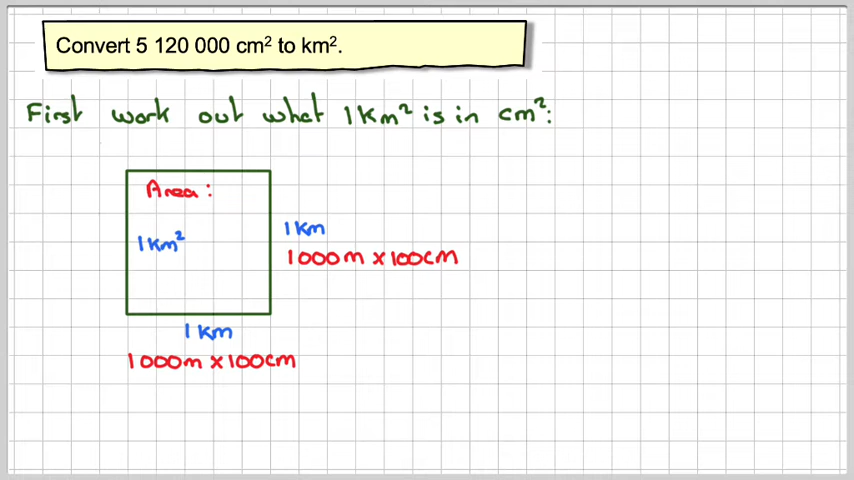 Convert 5 120 000 cm² to km².
First work out what 1km² is in cm²:
Area:
1km²
1km
1000m x 100cm
1km
1000m x 100cm